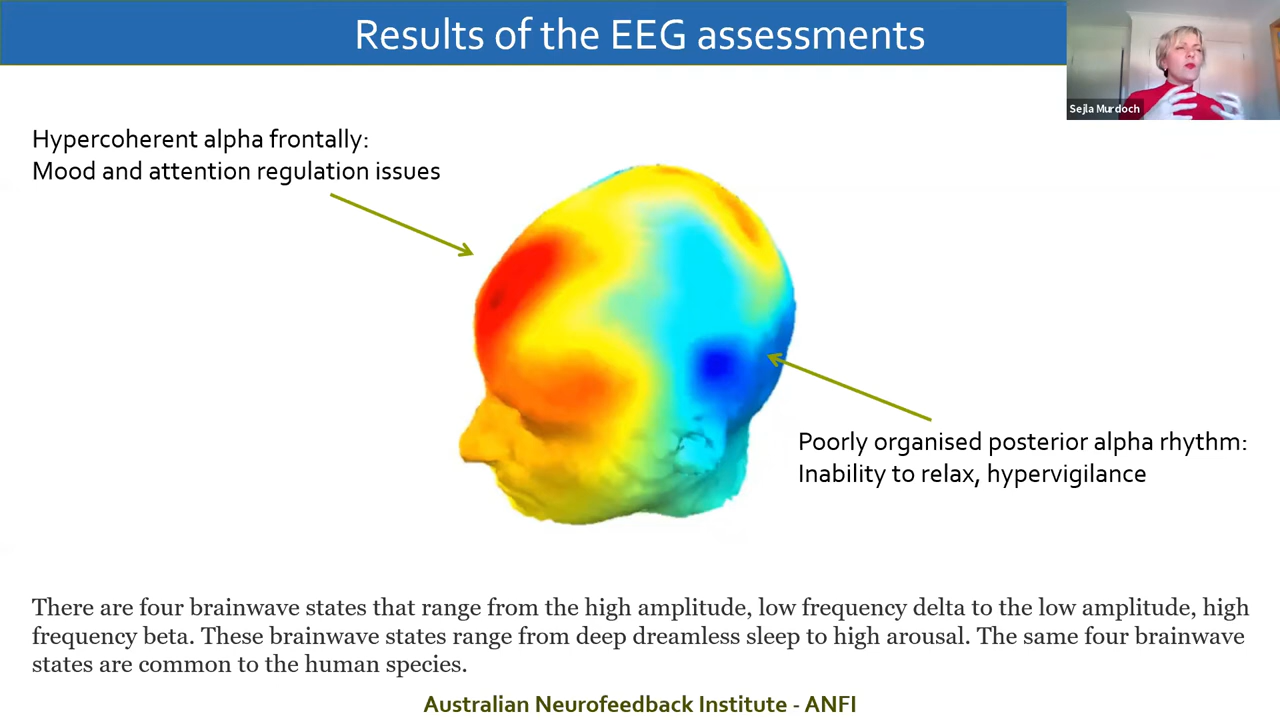 Results of the EEG assessments
Sejla Murdoch
Hypercoherent alpha frontally:
Mood and attention regulation issues
Poorly organised posterior alpha rhythm:
Inability to relax, hypervigilance
There are four brainwave states that range from the high amplitude, low frequency delta to the low amplitude, high
frequency beta. These brainwave states range from deep dreamless sleep to high arousal. The same four brainwave
states are common to the human species.
Australian Neurofeedback Institute - ANFI